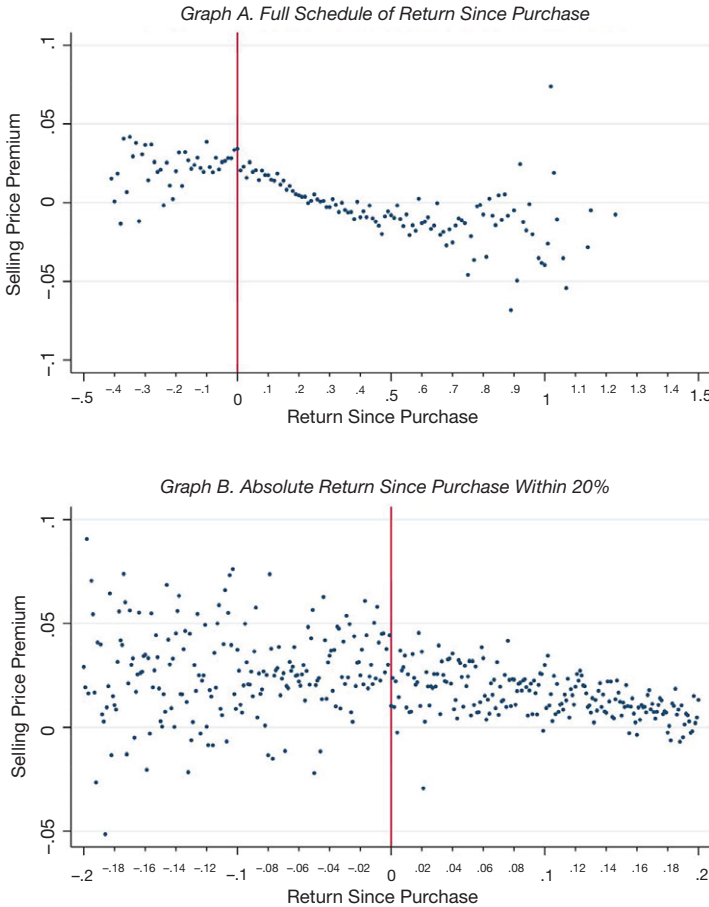 Graph A. Full Schedule of Return Since Purchase
.1
.05
0
−.05
−.1
Selling Price Premium
−.5 −.4 −.3 −.2 −.1 0 .1 .2 .3 .4 .5 .6 .7 .8 .9 1 1.1 1.2 1.3 1.4 1.5
Return Since Purchase
Graph B. Absolute Return Since Purchase Within 20%
.1
.05
0
−.05
Selling Price Premium
−.2 −.18 −.16 −.14 −.12 −.1 −.08 −.06 −.04 −.02 0 .02 .04 .06 .08 .1 .12 .14 .16 .18 .2
Return Since Purchase